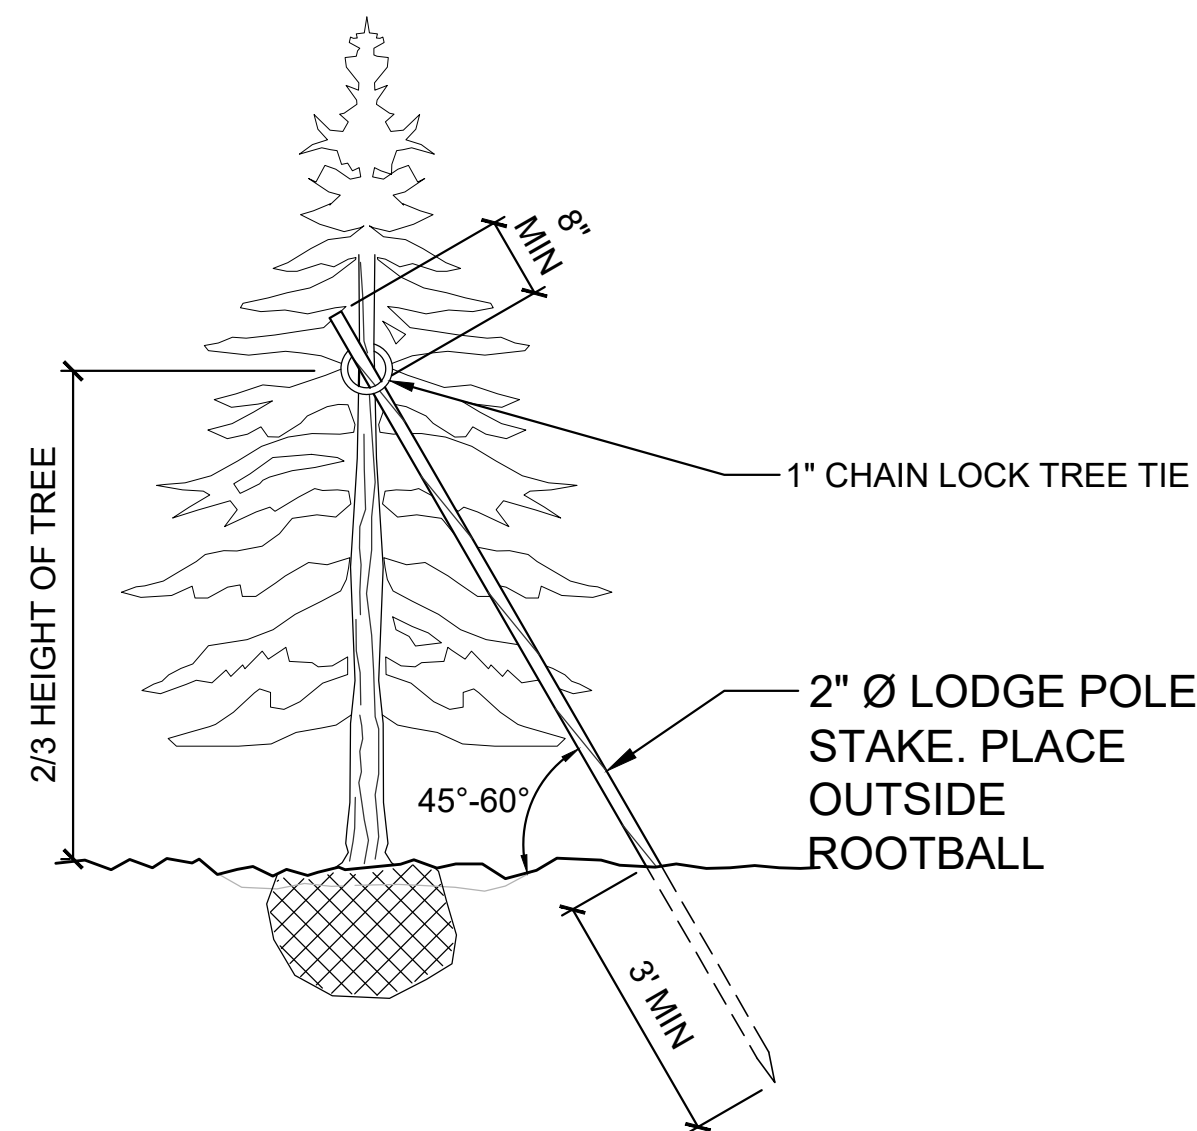 8"
MIN
1" CHAIN LOCK TREE TIE
2/3 HEIGHT OF TREE
2" Ø LODGE POLE
STAKE. PLACE
OUTSIDE
ROOTBALL
45°-60°
3' MIN